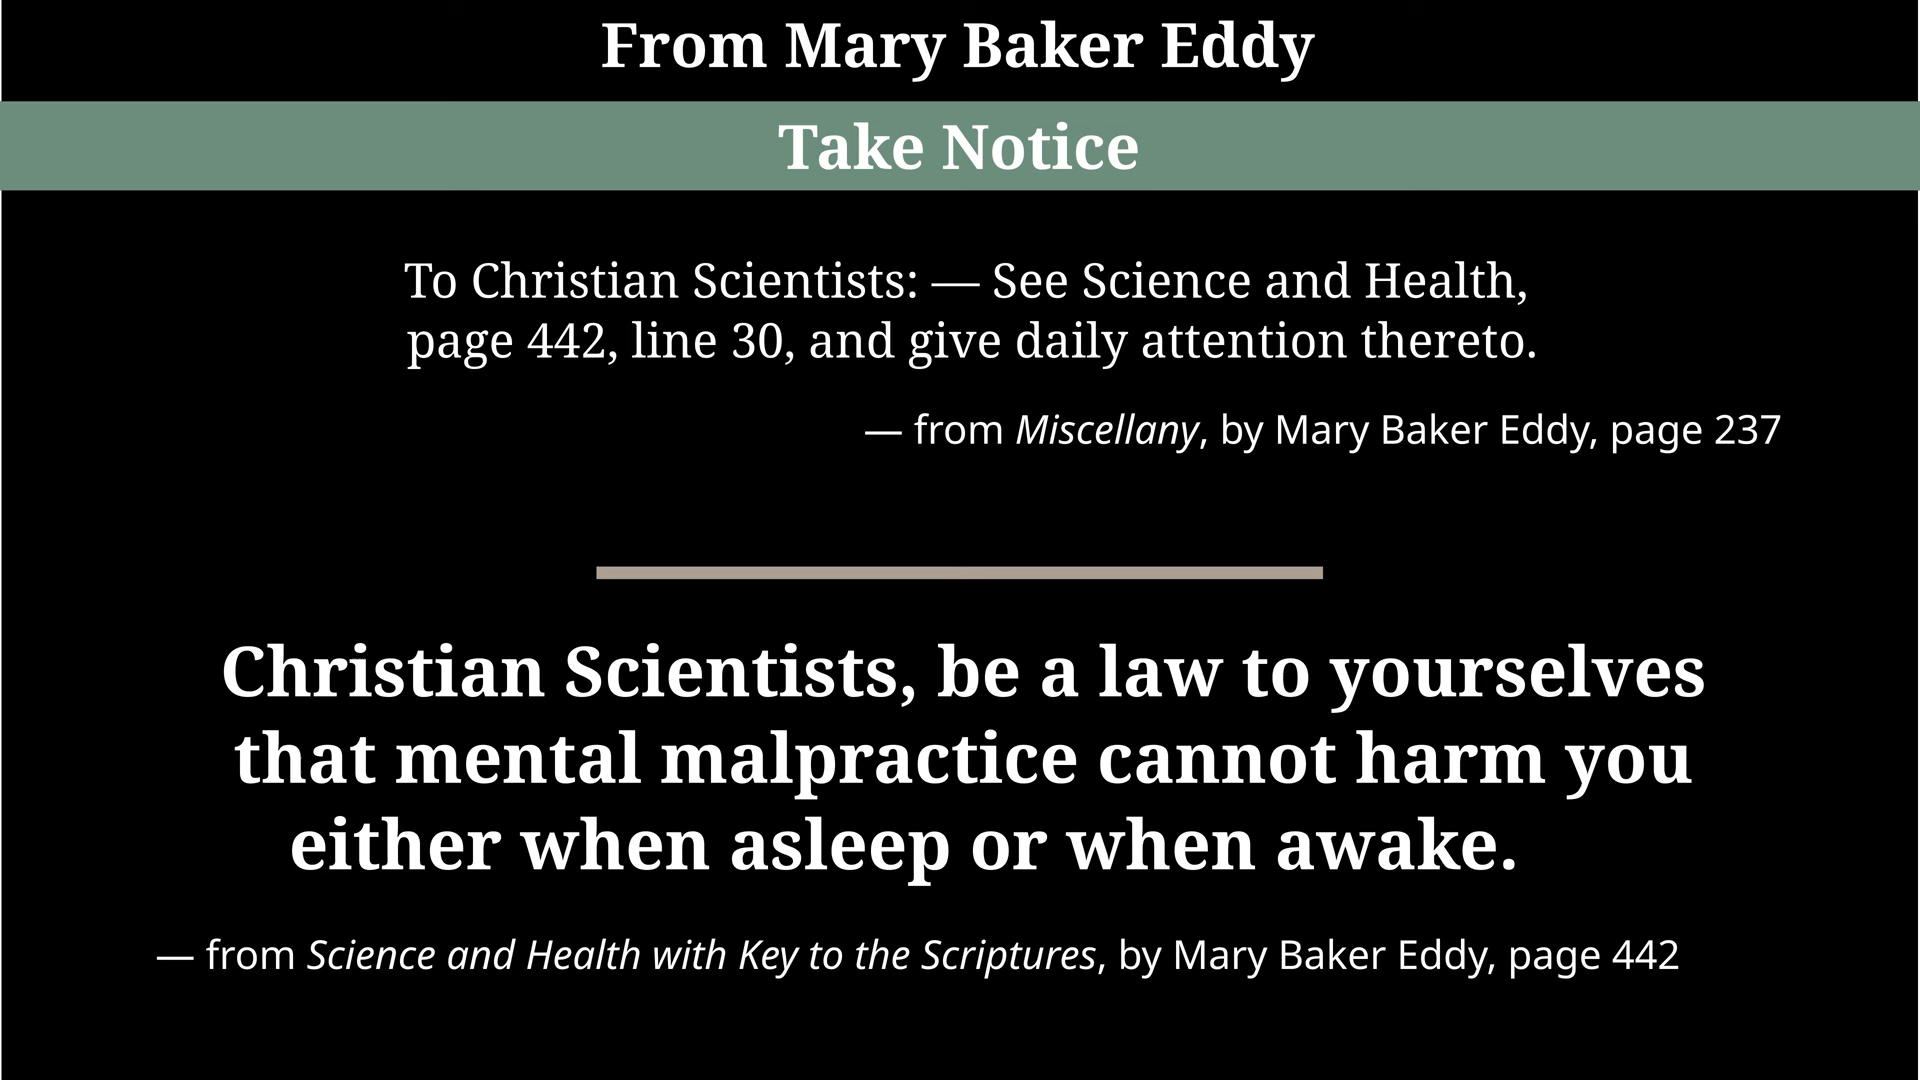 From Mary Baker Eddy
Take Notice
To Christian Scientists: — See Science and Health,
page 442, line 30, and give daily attention thereto.
— from Miscellany, by Mary Baker Eddy, page 237
Christian Scientists, be a law to yourselves
that mental malpractice cannot harm you
either when asleep or when awake.
— from Science and Health with Key to the Scriptures, by Mary Baker Eddy, page 442